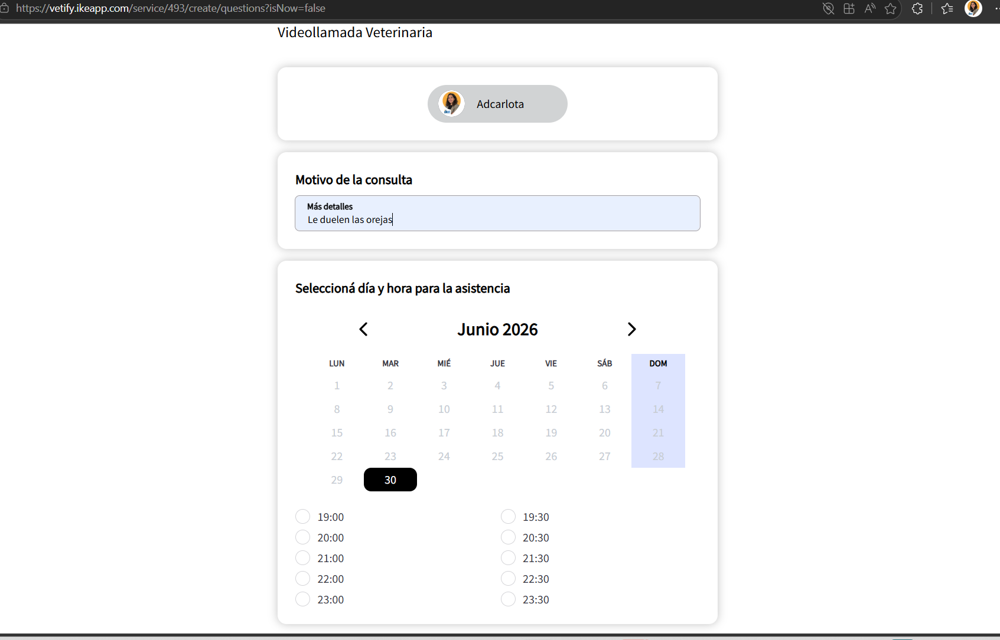 https://vetify.ikeapp.com/service/493/create/questions?isNow=false
Videollamada Veterinaria
ike
Adcarlota
Motivo de la consulta
Más detalles
Le duelen las orejas
Seleccioná día y hora para la asistencia
Junio 2026
LUN MAR MIÉ JUE VIE SÁB DOM
1 2 3 4 5 6 7
8 9 10 11 12 13 14
15 16 17 18 19 20 21
22 23 24 25 26 27 28
29 30
19:00 19:30
20:00 20:30
21:00 21:30
22:00 22:30
23:00 23:30